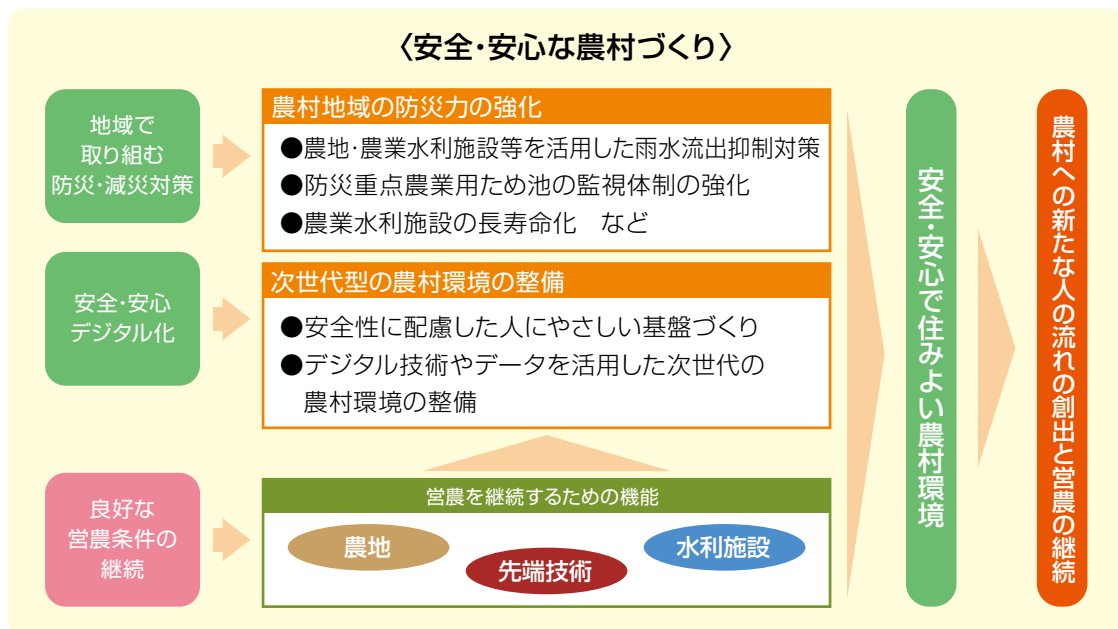 〈安全・安心な農村づくり〉
地域で
取り組む
防災・減災対策
農村地域の防災力の強化
●農地・農業水利施設等を活用した雨水流出抑制対策
●防災重点農業用ため池の監視体制の強化
●農業水利施設の長寿命化　など
安全・安心
デジタル化
次世代型の農村環境の整備
●安全性に配慮した人にやさしい基盤づくり
●デジタル技術やデータを活用した次世代の
農村環境の整備
良好な
営農条件の
継続
営農を継続するための機能
農地
先端技術
水利施設
安全・安心で住みよい農村環境
農村への新たな人の流れの創出と営農の継続